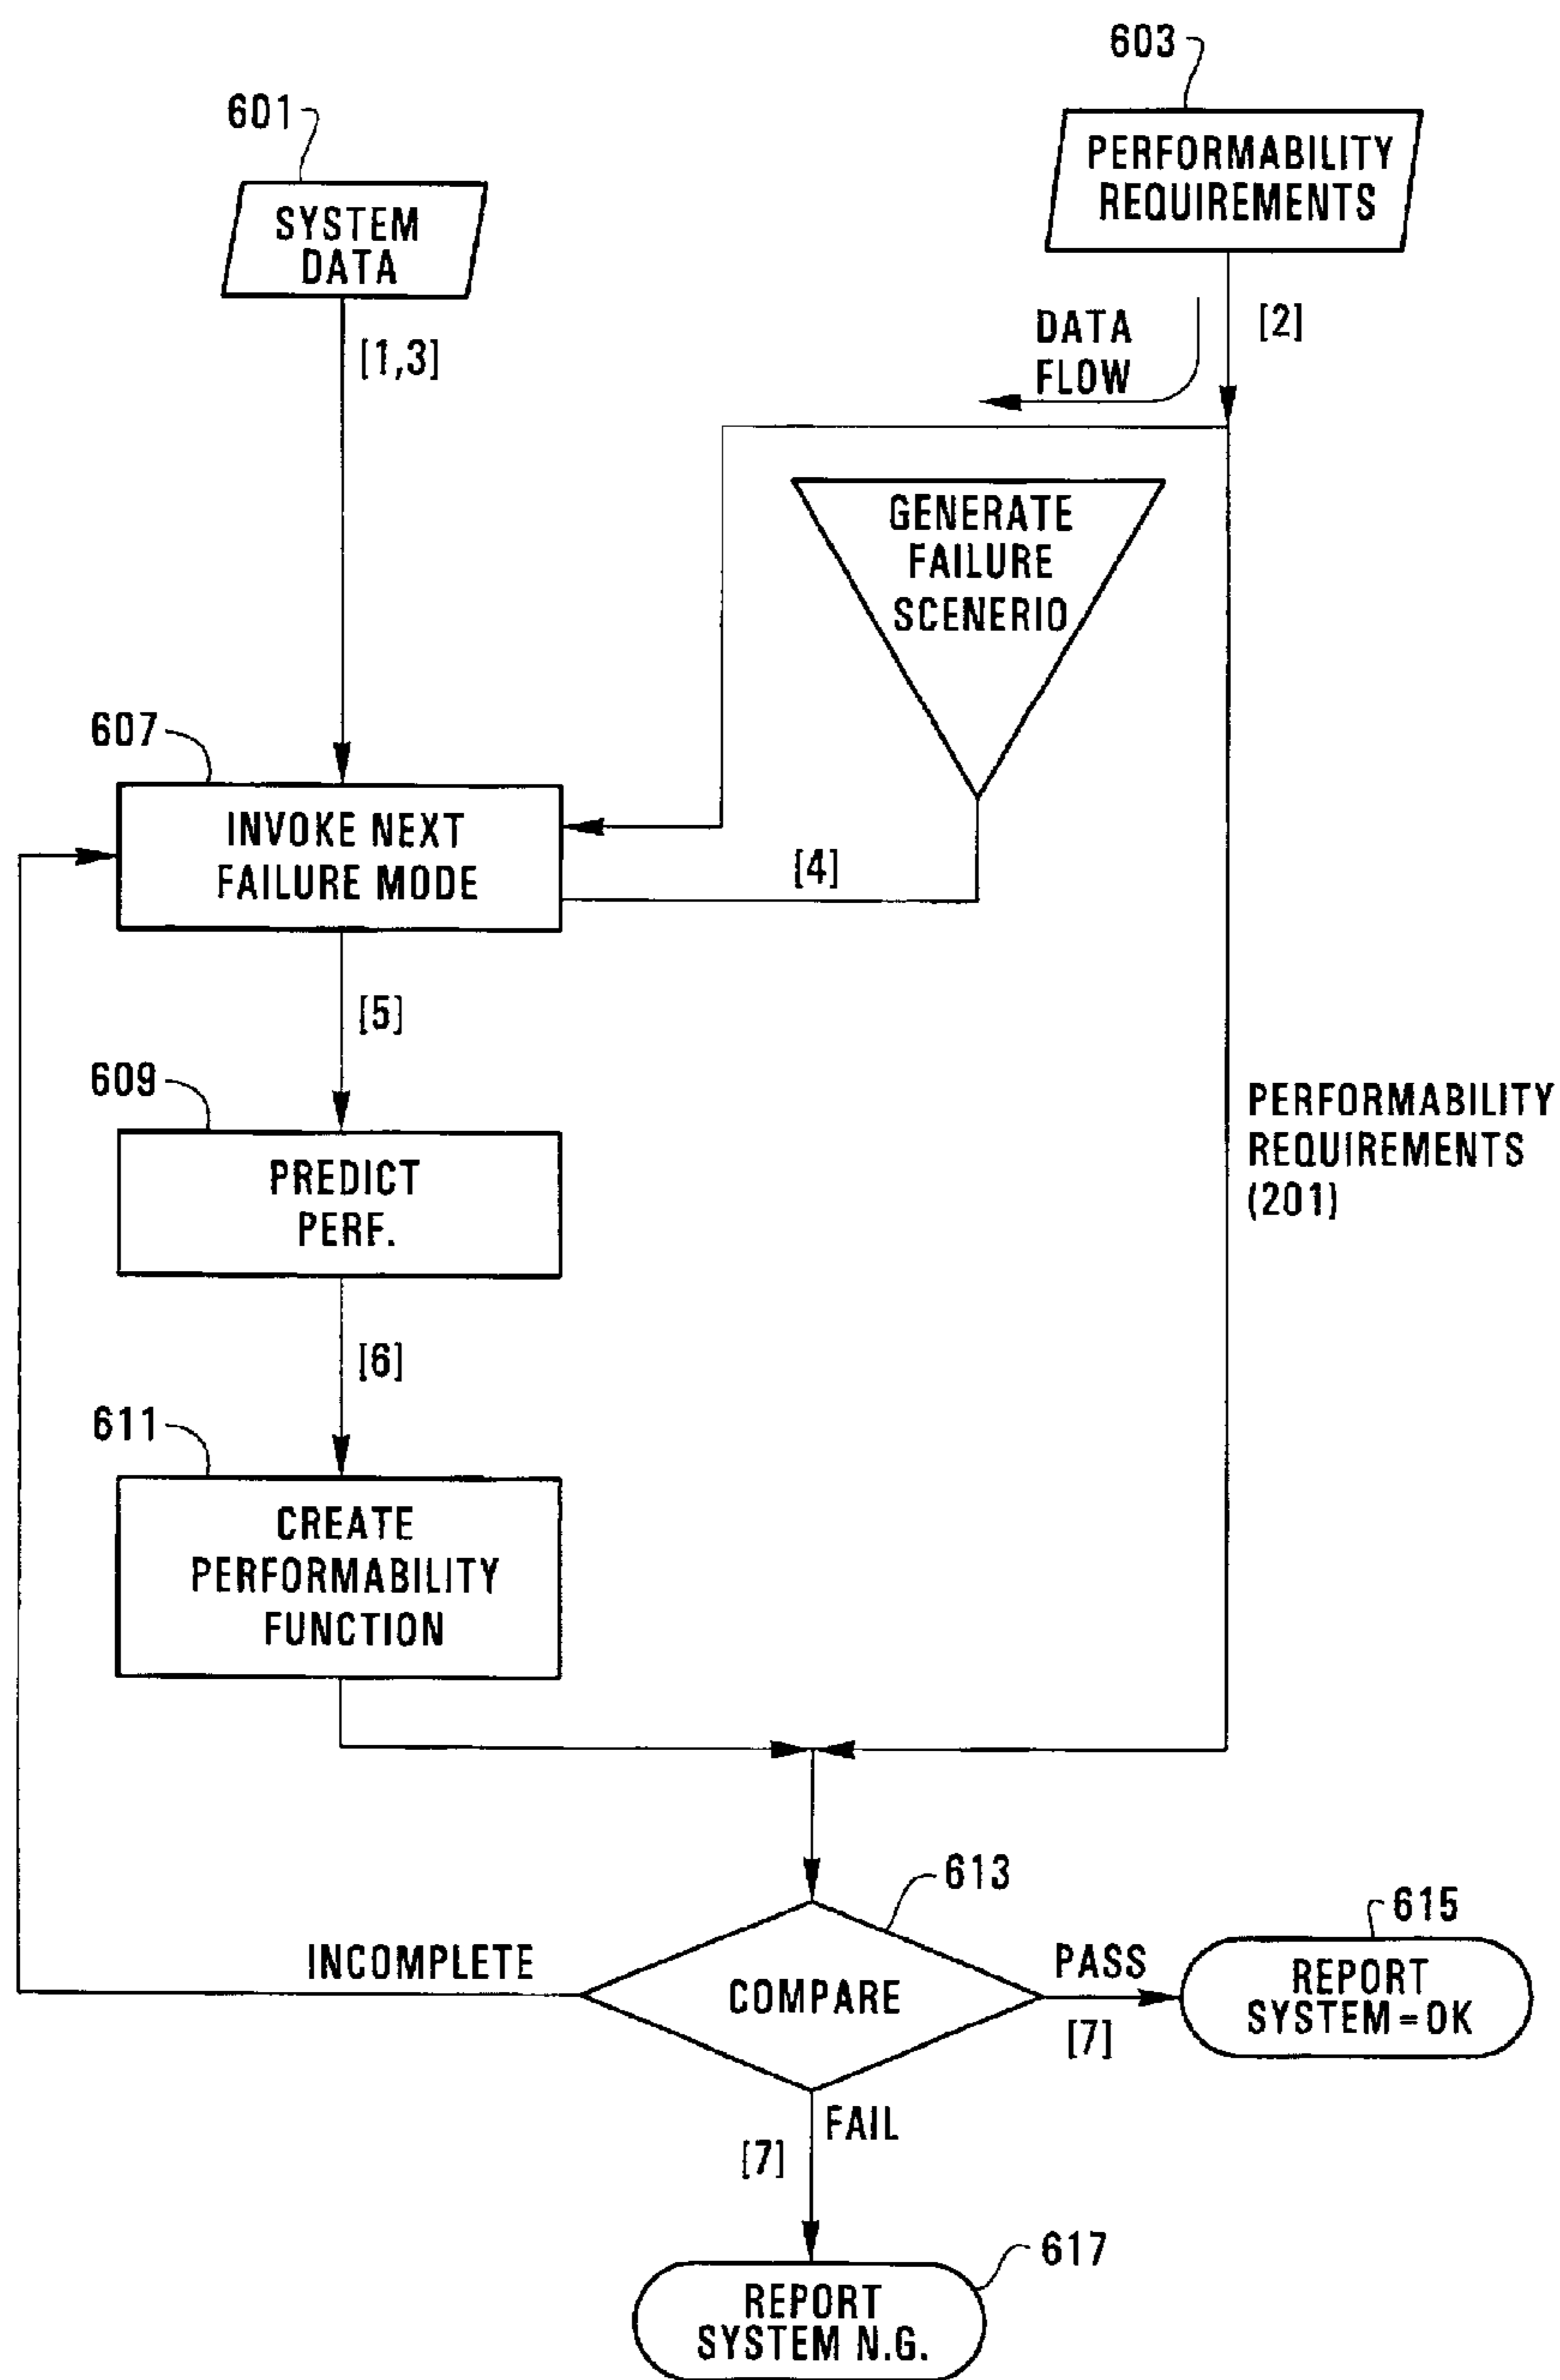 603
PERFORMABILITY
REQUIREMENTS
601
SYSTEM
DATA
[2]
DATA
FLOW
[1,3]
GENERATE
FAILURE
SCENERIO
607
INVOKE NEXT
FAILURE MODE
[4]
[5]
609
PREDICT
PERF.
PERFORMABILITY
REQUIREMENTS
(201)
[6]
611
CREATE
PERFORMABILITY
FUNCTION
613
615
INCOMPLETE
COMPARE
PASS
[7]
REPORT
SYSTEM=OK
FAIL
[7]
617
REPORT
SYSTEM N.G.